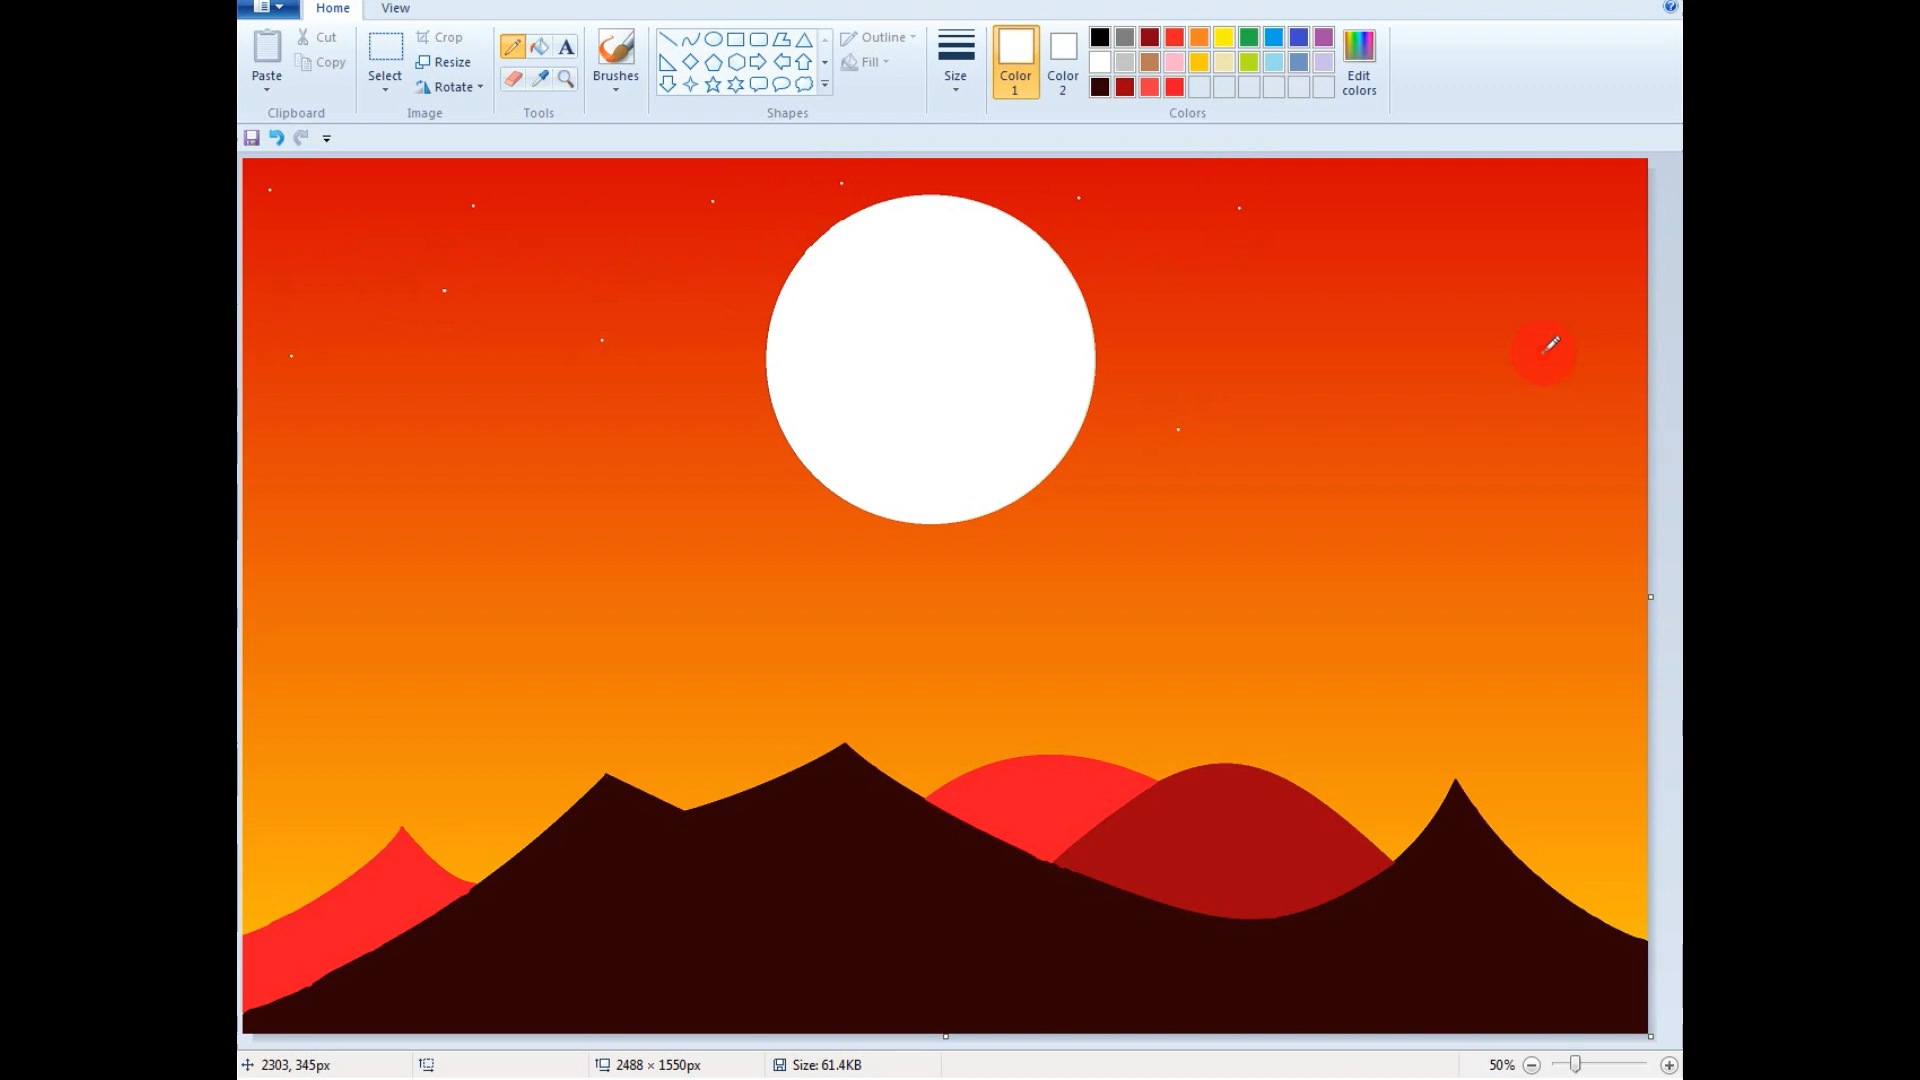 Home View
Paste Cut Copy
Select Crop Resize Rotate
A
Brushes
Outline
Fill
Size
Color 1
Color 2
Edit colors
Clipboard Image Tools Shapes Colors
2303, 345px 2488 × 1550px Size: 61.4KB 50%